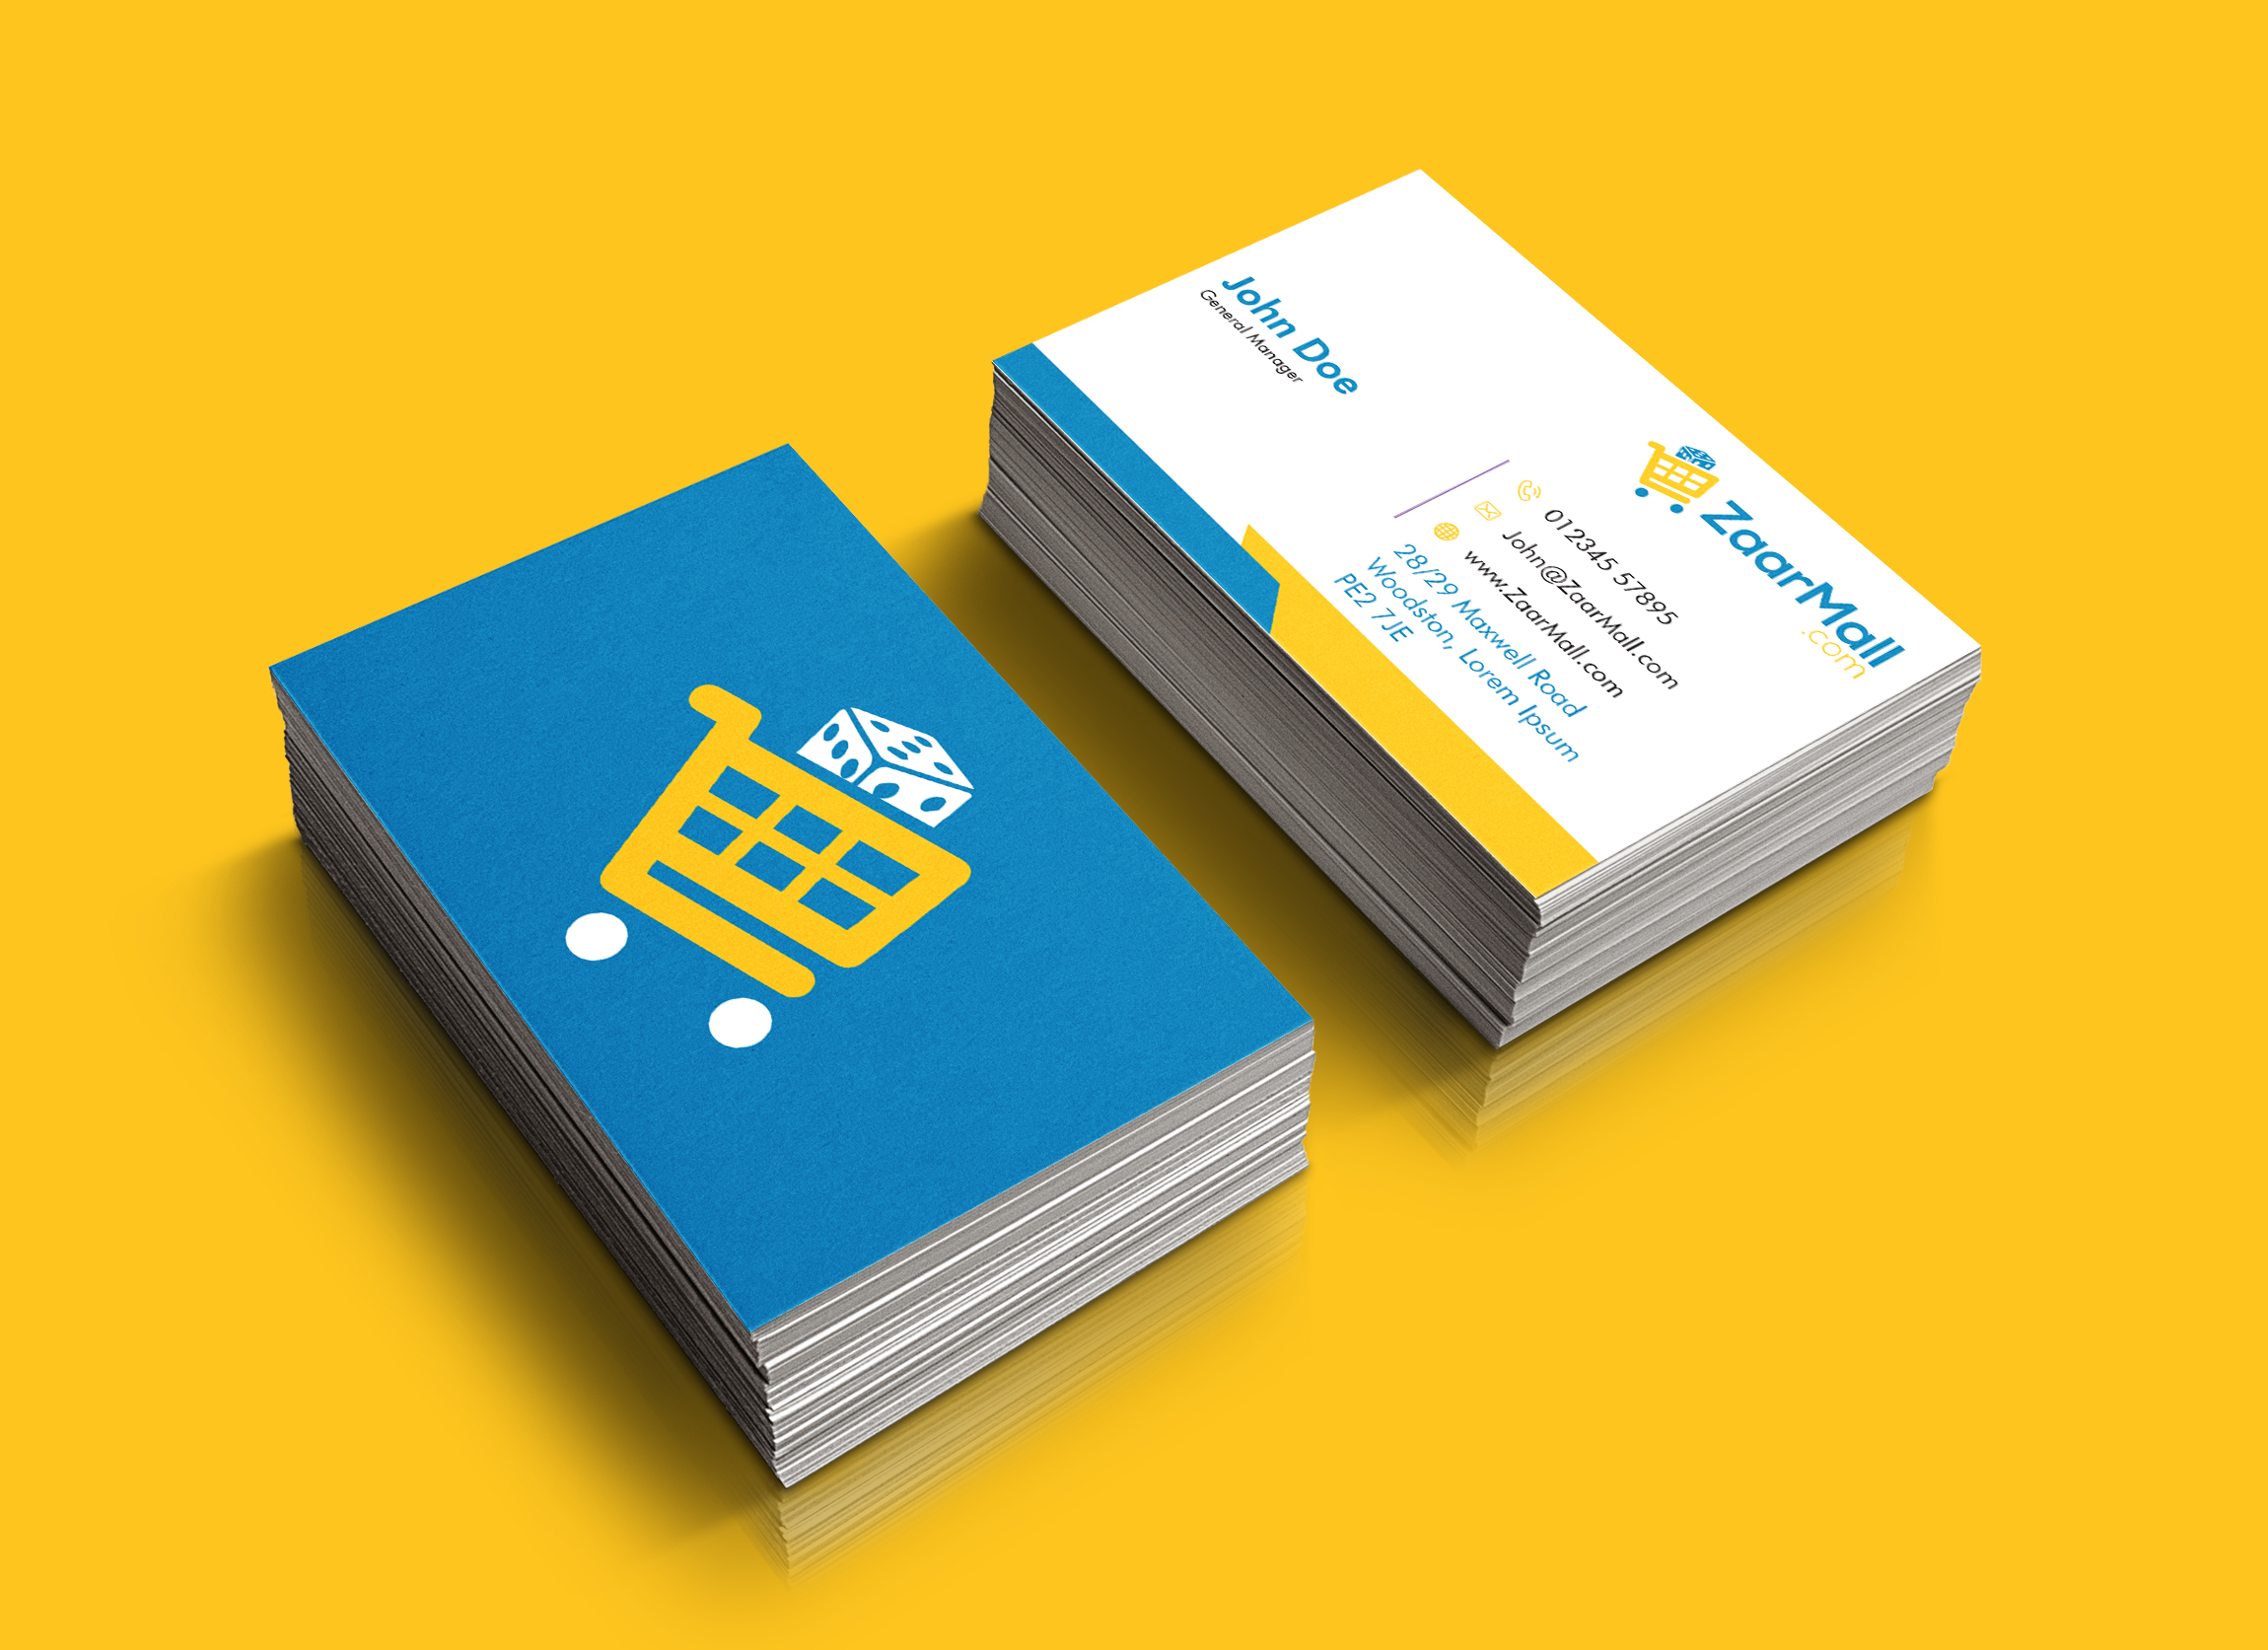 John Doe
General Manager
ZaarMall
.com
012345 57895
John@ZaarMall.com
www.ZaarMall.com
28/29 Maxwell Road
Woodston, Lorem Ipsum
PE2 7JE